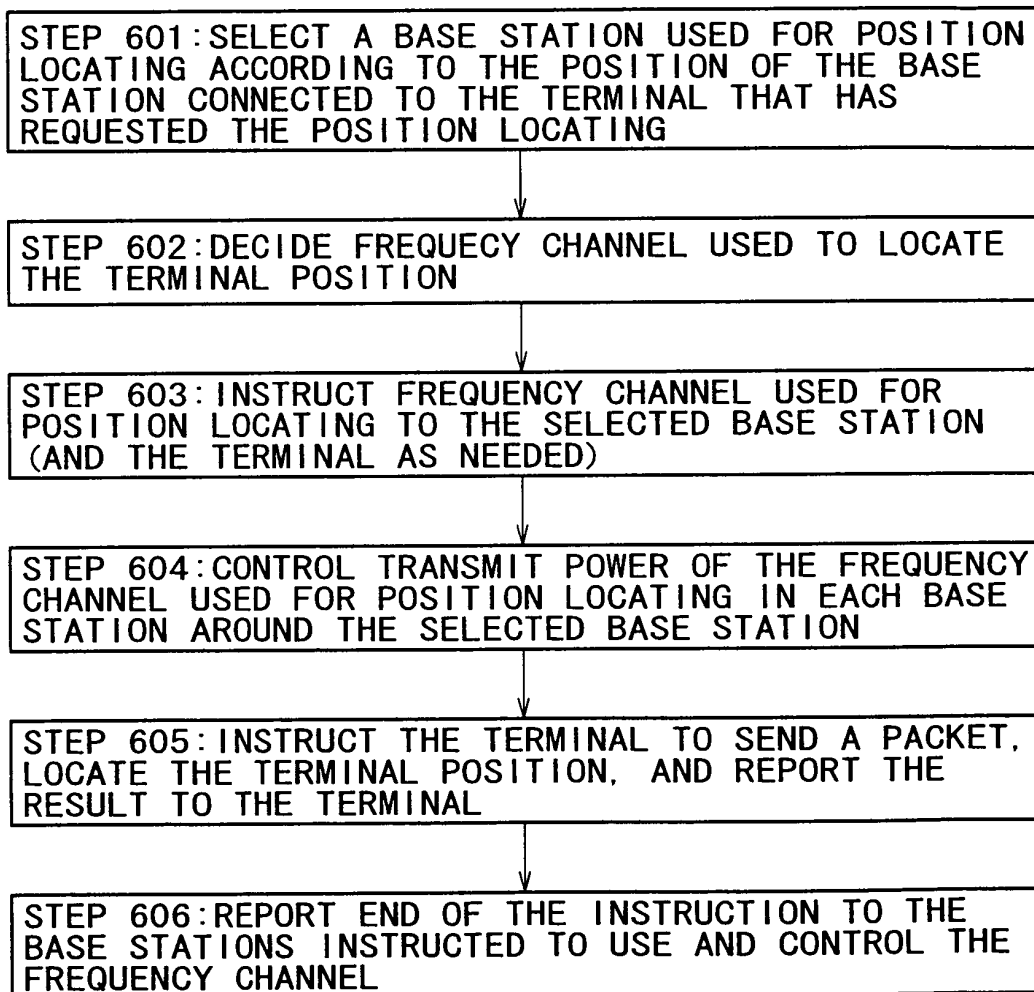 STEP 601:SELECT A BASE STATION USED FOR POSITION
LOCATING ACCORDING TO THE POSITION OF THE BASE
STATION CONNECTED TO THE TERMINAL THAT HAS
REQUESTED THE POSITION LOCATING
STEP 602:DECIDE FREQUECY CHANNEL USED TO LOCATE
THE TERMINAL POSITION
STEP 603:INSTRUCT FREQUENCY CHANNEL USED FOR
POSITION LOCATING TO THE SELECTED BASE STATION
(AND THE TERMINAL AS NEEDED)
STEP 604:CONTROL TRANSMIT POWER OF THE FREQUENCY
CHANNEL USED FOR POSITION LOCATING IN EACH BASE
STATION AROUND THE SELECTED BASE STATION
STEP 605:INSTRUCT THE TERMINAL TO SEND A PACKET,
LOCATE THE TERMINAL POSITION, AND REPORT THE
RESULT TO THE TERMINAL
STEP 606:REPORT END OF THE INSTRUCTION TO THE
BASE STATIONS INSTRUCTED TO USE AND CONTROL THE
FREQUENCY CHANNEL